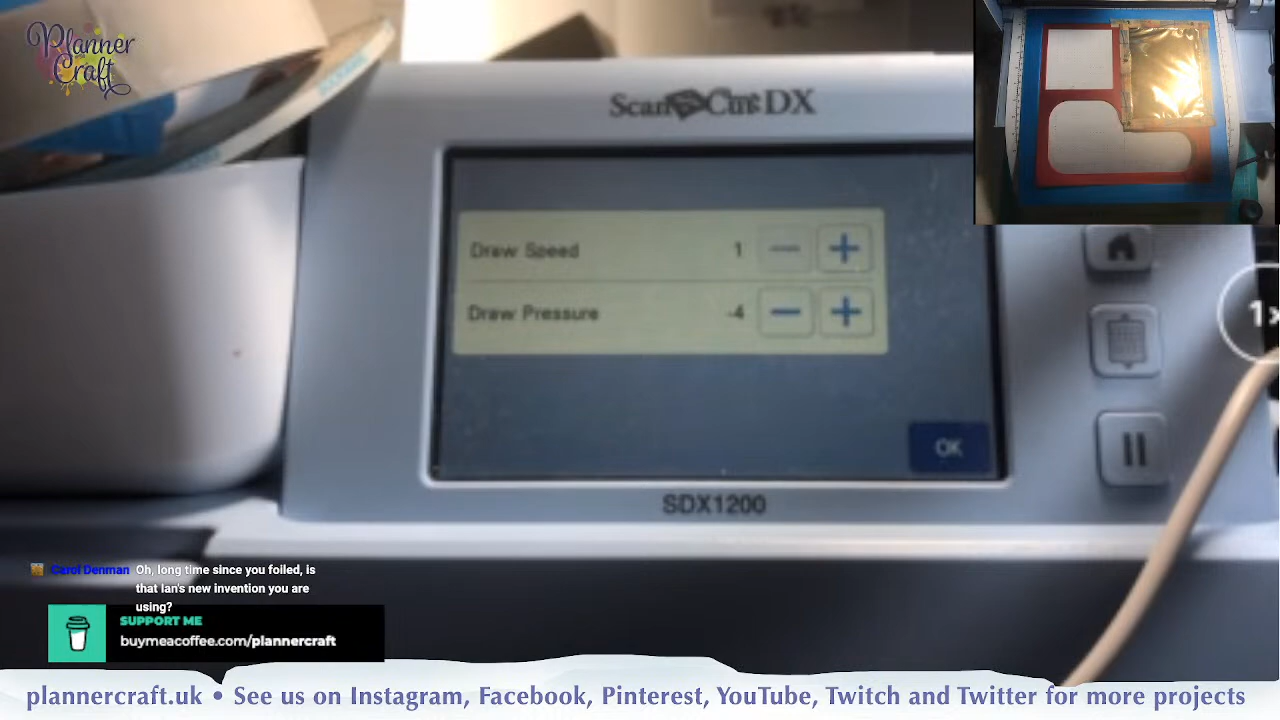 Planner
Craft
ScanNCut DX
Draw Speed 1
Draw Pressure -4
OK
SDX1200
1x
Carol Denman Oh, long time since you foiled, is
that Ian's new invention you are
using?
SUPPORT ME
buymeacoffee.com/plannercraft
plannercraft.uk • See us on Instagram, Facebook, Pinterest, YouTube, Twitch and Twitter for more projects